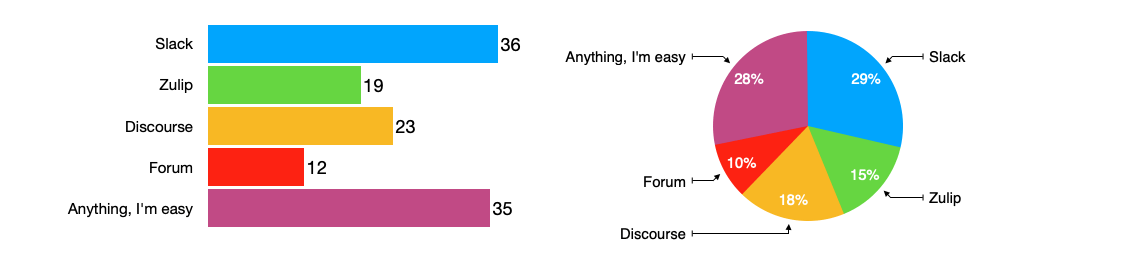 Slack 36
Zulip 19
Discourse 23
Forum 12
Anything, I'm easy 35
Anything, I'm easy 28% 29% Slack
Forum 10% 15% Zulip
Discourse 18%